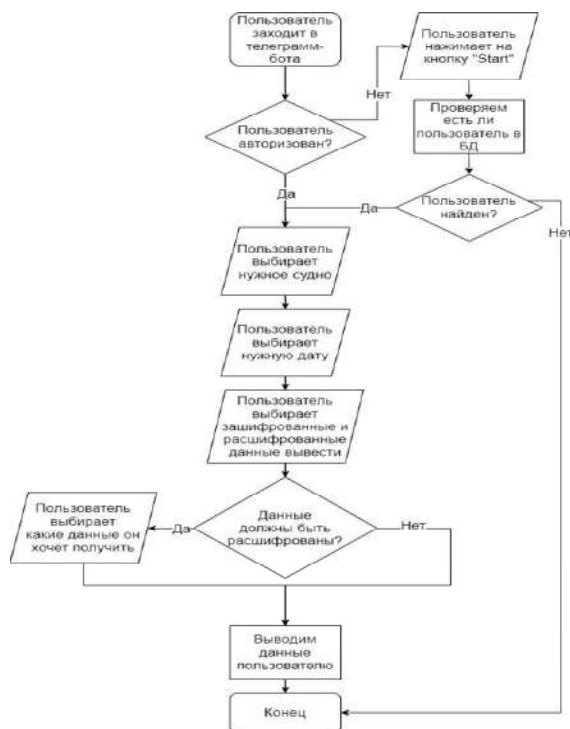 Пользователь
заходит в
телеграмм-
бота
Пользователь
нажимает на
кнопку "Start"
Нет
Проверяем
есть ли
пользователь в
БД
Пользователь
авторизован?
Да
Да
Пользователь
найден?
Нет
Пользователь
выбирает
нужное судно
Пользователь
выбирает
нужную дату
Пользователь
выбирает
зашифрованные и
расшифрованные
данные вывести
Данные
должны быть
расшифрованы?
Да
Нет
Пользователь
выбирает
какие данные он
хочет получить
Выводим
данные
пользователю
Конец